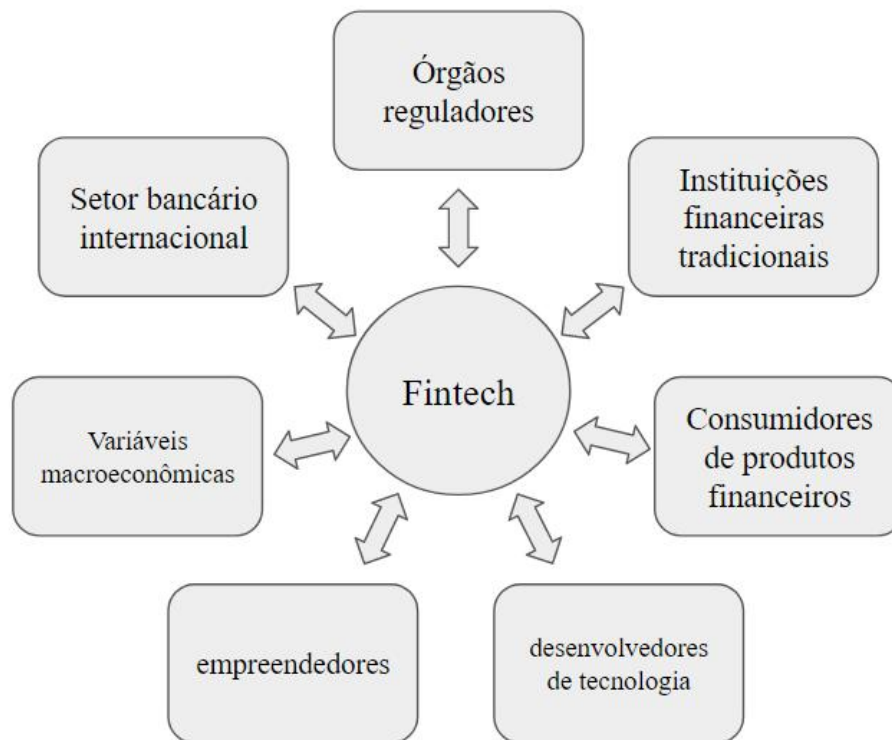 Órgãos
reguladores
Setor bancário
internacional
Instituições
financeiras
tradicionais
Fintech
Variáveis
macroeconômicas
Consumidores
de produtos
financeiros
empreendedores
desenvolvedores
de tecnologia